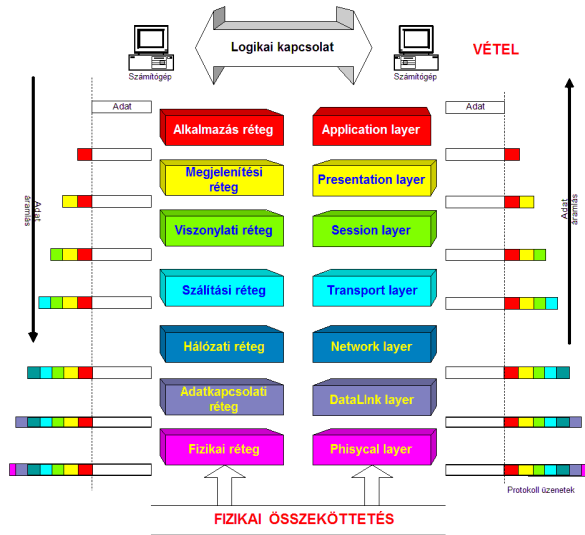 Logikai kapcsolat
VÉTEL
Számítógép
Számítógép
Adat
Adat
Alkalmazás réteg
Application layer
Megjelenítési
réteg
Presentation layer
Adat
áramlás
Adat
áramlás
Viszonylati réteg
Session layer
Szálítási réteg
Transport layer
Hálózati réteg
Network layer
Adatkapcsolati
réteg
DataLInk layer
Fizikai réteg
Phisycal layer
Protokoll üzenetek
FIZIKAI ÖSSZEKÖTTETÉS